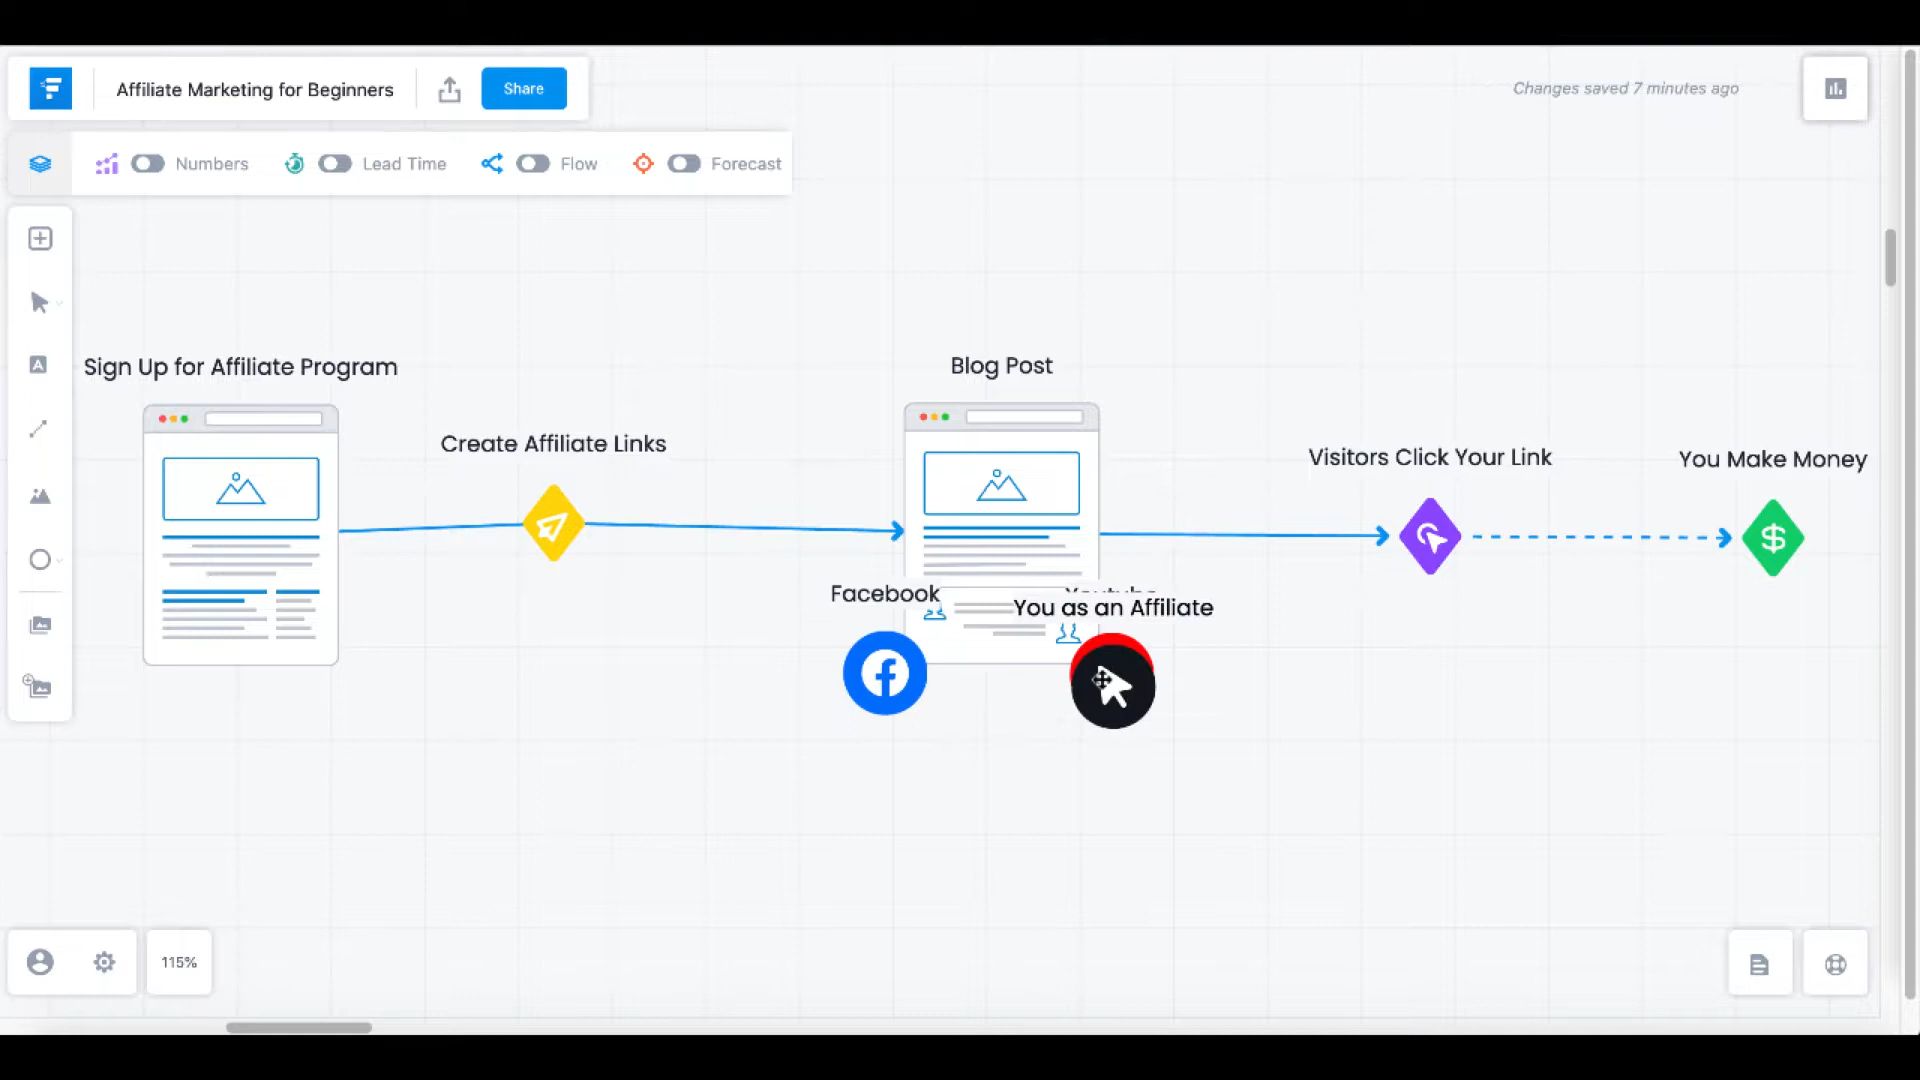 Affiliate Marketing for Beginners
Share
Changes saved 7 minutes ago
Numbers
Lead Time
Flow
Forecast
Sign Up for Affiliate Program
Blog Post
Create Affiliate Links
Visitors Click Your Link
You Make Money
Facebook
You as an Affiliate
115%